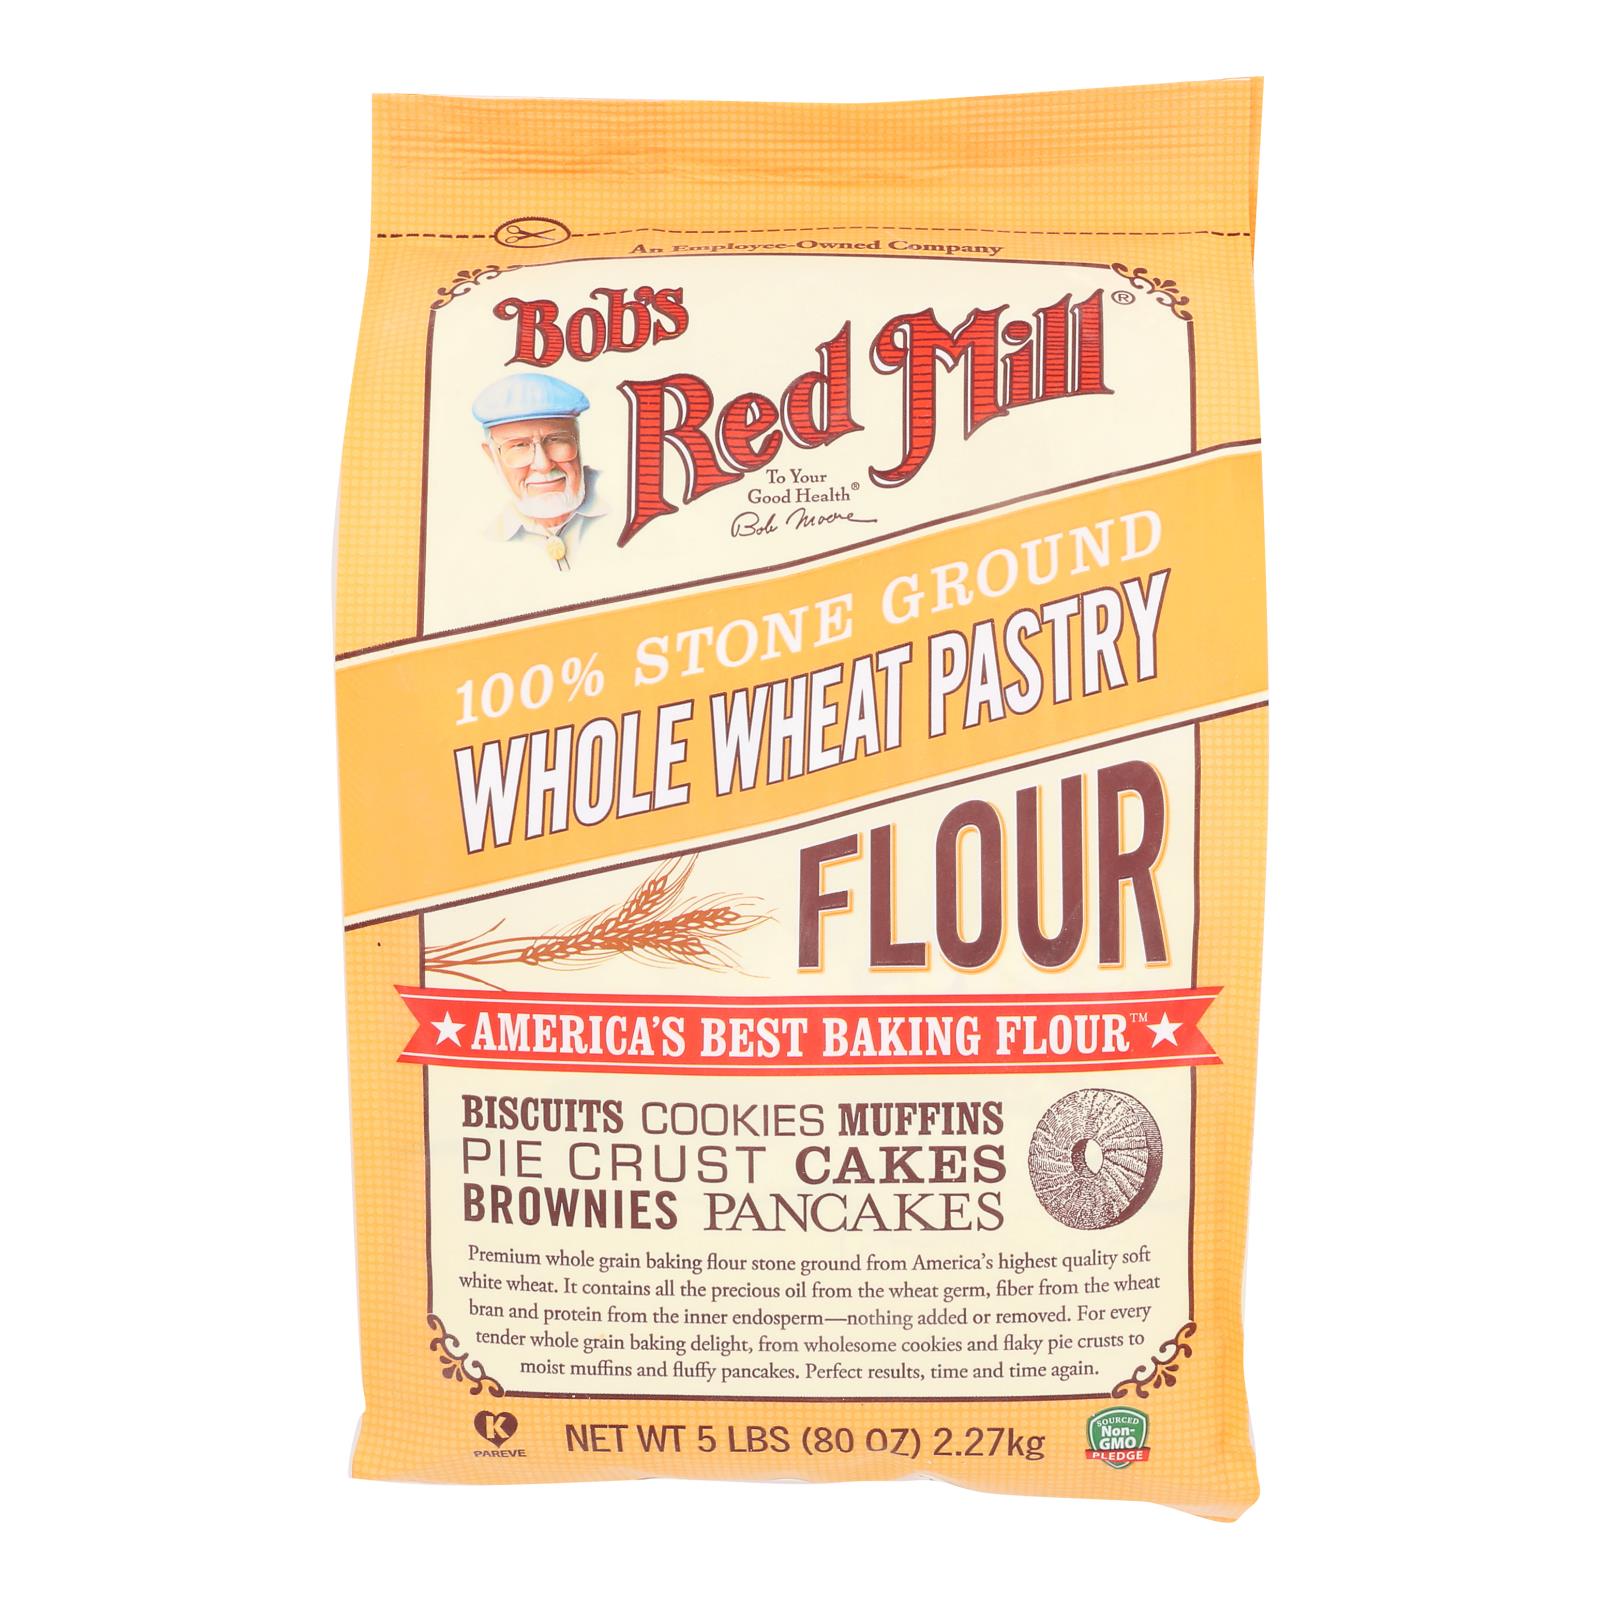 An Employee-Owned Company
Bob's
Red Mill®
To Your
Good Health®
Bob Moore
100% STONE GROUND
WHOLE WHEAT PASTRY
FLOUR
★AMERICA'S BEST BAKING FLOUR™★
BISCUITS COOKIES MUFFINS
PIE CRUST CAKES
BROWNIES PANCAKES
Premium whole grain baking flour stone ground from America's highest quality soft
white wheat. It contains all the precious oil from the wheat germ, fiber from the wheat
bran and protein from the inner endosperm—nothing added or removed. For every
tender whole grain baking delight, from wholesome cookies and flaky pie crusts to
moist muffins and fluffy pancakes. Perfect results, time and time again.
K
PAREVE
NET WT 5 LBS (80 OZ) 2.27kg
SOURCED
Non-
GMO
PLEDGE